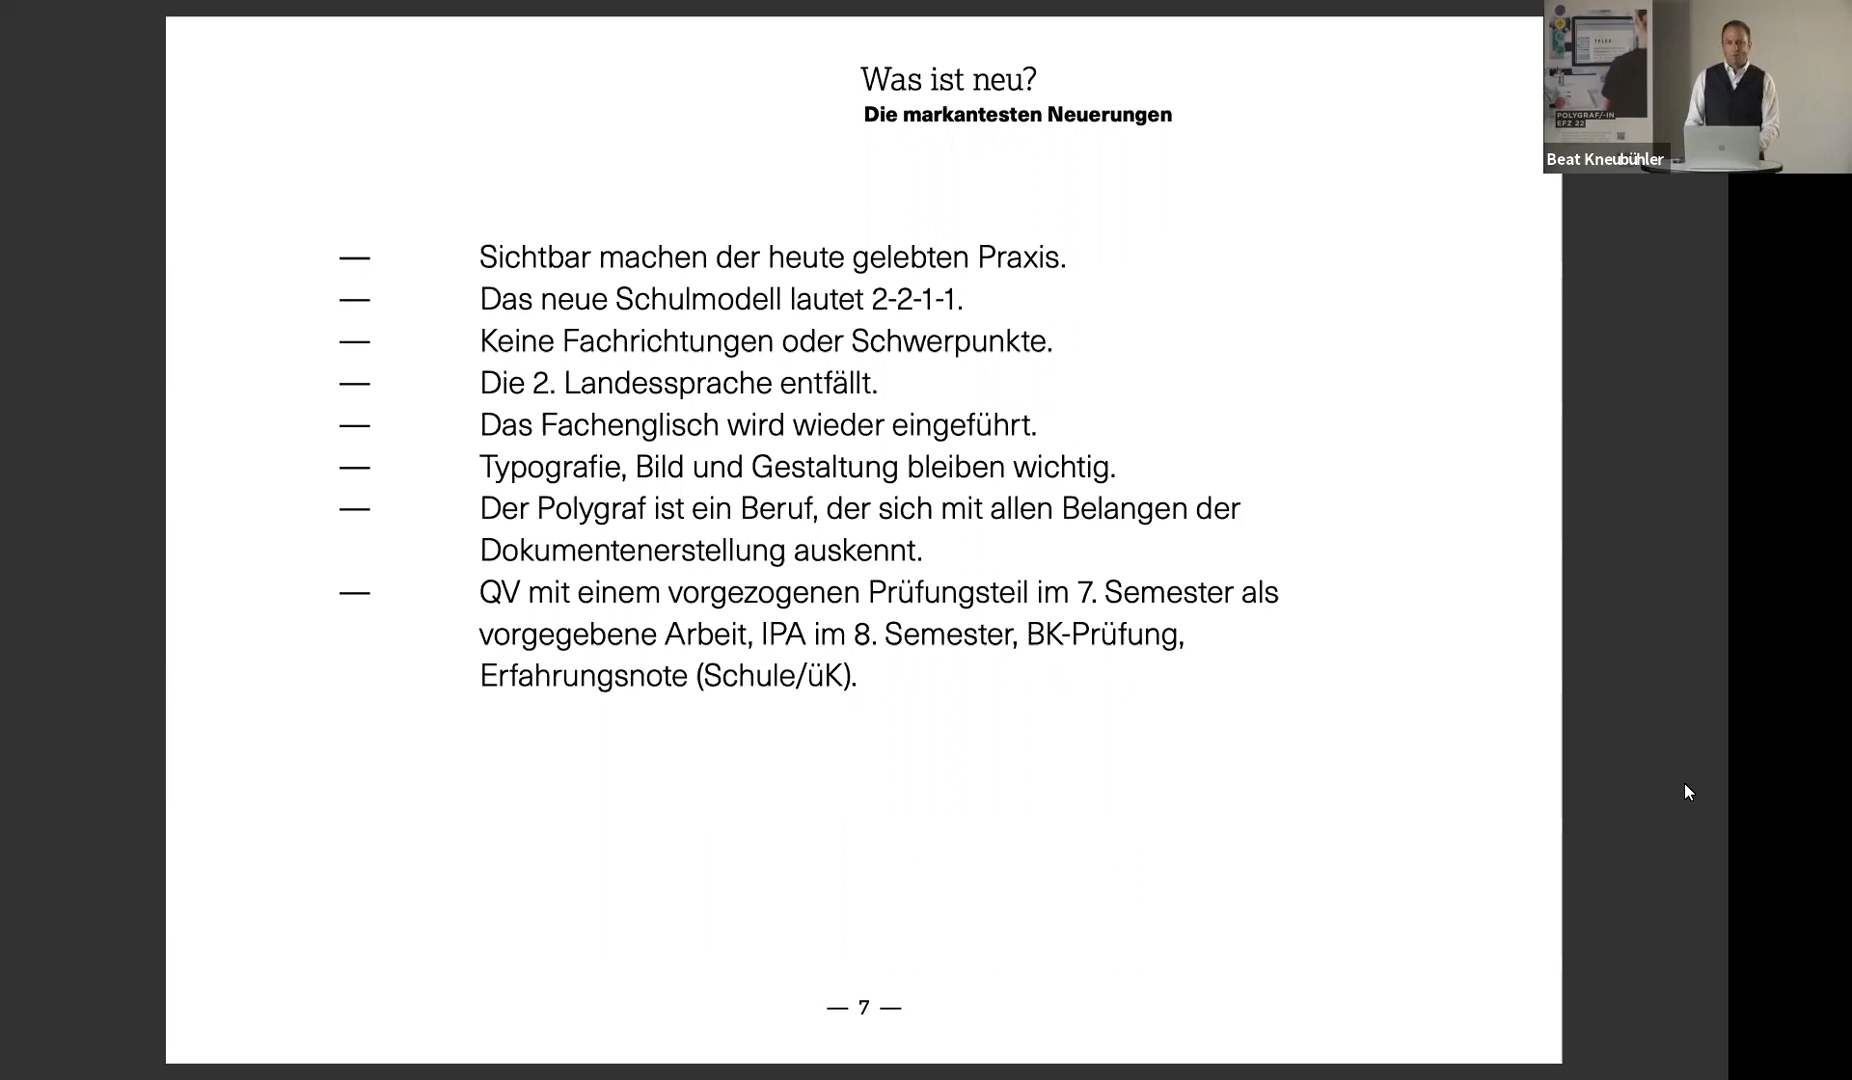 Was ist neu?
Die markantesten Neuerungen
— Sichtbar machen der heute gelebten Praxis.
— Das neue Schulmodell lautet 2-2-1-1.
— Keine Fachrichtungen oder Schwerpunkte.
— Die 2. Landessprache entfällt.
— Das Fachenglisch wird wieder eingeführt.
— Typografie, Bild und Gestaltung bleiben wichtig.
— Der Polygraf ist ein Beruf, der sich mit allen Belangen der
Dokumentenerstellung auskennt.
— QV mit einem vorgezogenen Prüfungsteil im 7. Semester als
vorgegebene Arbeit, IPA im 8. Semester, BK-Prüfung,
Erfahrungsnote (Schule/üK).
— 7 —
POLYGRAF/-IN
EFZ 22
Beat Kneubühler